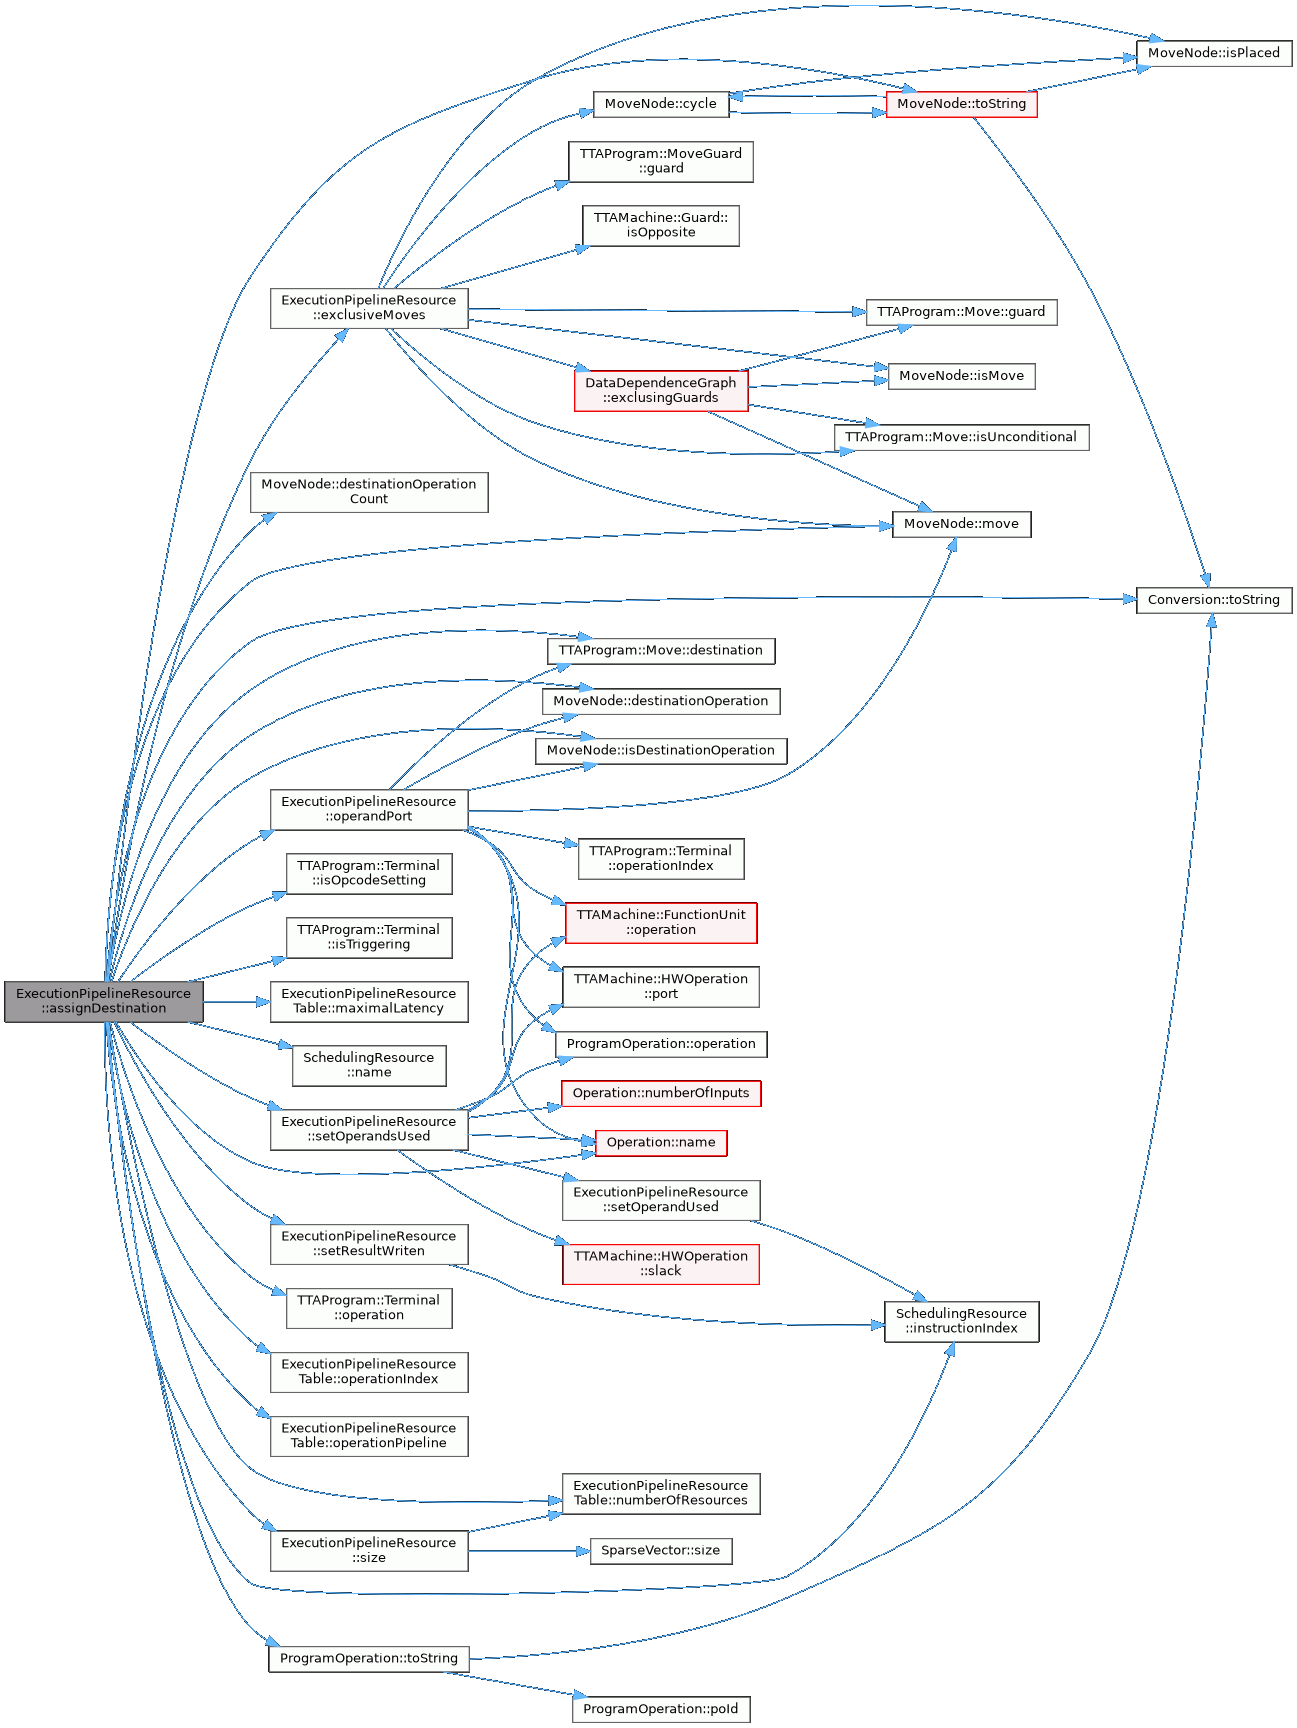 MoveNode::isPlaced
MoveNode::cycle
MoveNode::toString
TTAProgram::MoveGuard
::guard
TTAMachine::Guard::
isOpposite
ExecutionPipelineResource
::exclusiveMoves
TTAProgram::Move::guard
DataDependenceGraph
::exclusingGuards
MoveNode::isMove
TTAProgram::Move::isUnconditional
MoveNode::destinationOperation
Count
MoveNode::move
Conversion::toString
TTAProgram::Move::destination
MoveNode::destinationOperation
MoveNode::isDestinationOperation
ExecutionPipelineResource
::operandPort
TTAProgram::Terminal
::operationIndex
TTAProgram::Terminal
::isOpcodeSetting
TTAMachine::FunctionUnit
::operation
TTAProgram::Terminal
::isTriggering
TTAMachine::HWOperation
::port
ExecutionPipelineResource
::assignDestination
ExecutionPipelineResource
Table::maximalLatency
ProgramOperation::operation
SchedulingResource
::name
Operation::numberOfInputs
ExecutionPipelineResource
::setOperandsUsed
Operation::name
ExecutionPipelineResource
::setOperandUsed
ExecutionPipelineResource
::setResultWriten
TTAMachine::HWOperation
::slack
TTAProgram::Terminal
::operation
SchedulingResource
::instructionIndex
ExecutionPipelineResource
Table::operationIndex
ExecutionPipelineResource
Table::operationPipeline
ExecutionPipelineResource
Table::numberOfResources
ExecutionPipelineResource
::size
SparseVector::size
ProgramOperation::toString
ProgramOperation::poId